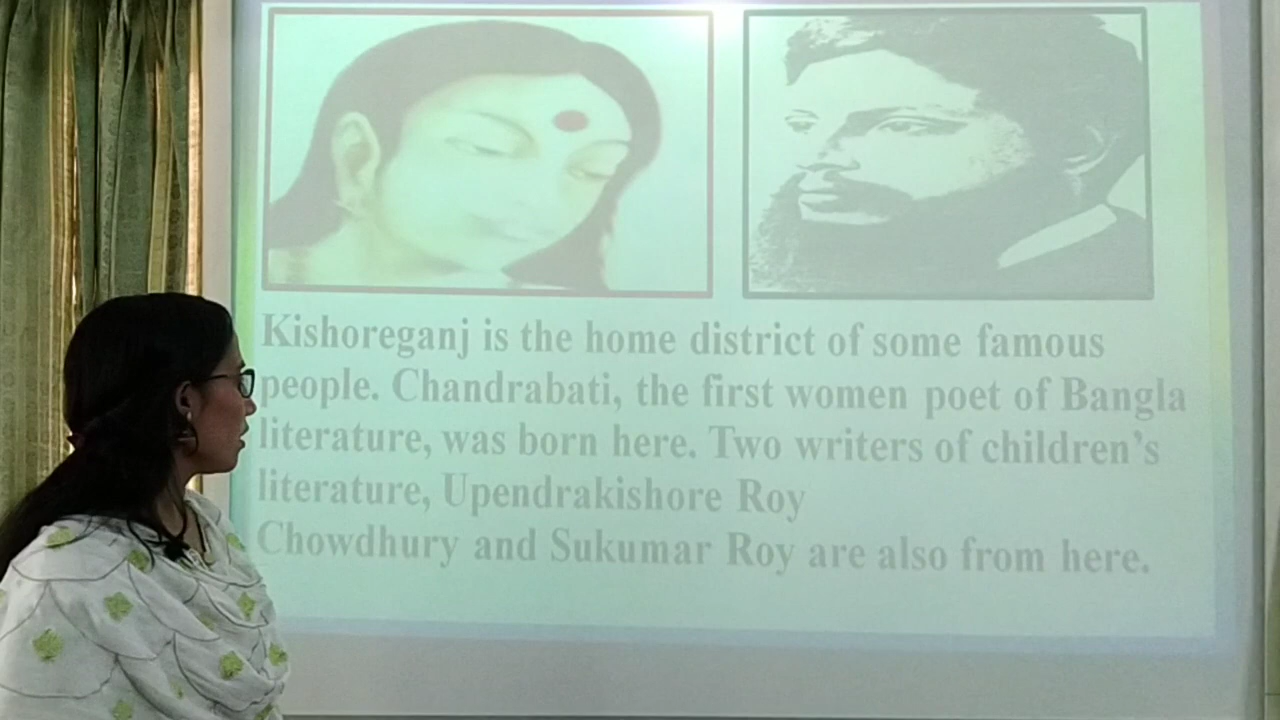 Kishoreganj is the home district of some famous
people. Chandrabati, the first women poet of Bangla
literature, was born here. Two writers of children's
literature, Upendrakishore Roy
Chowdhury and Sukumar Roy are also from here.